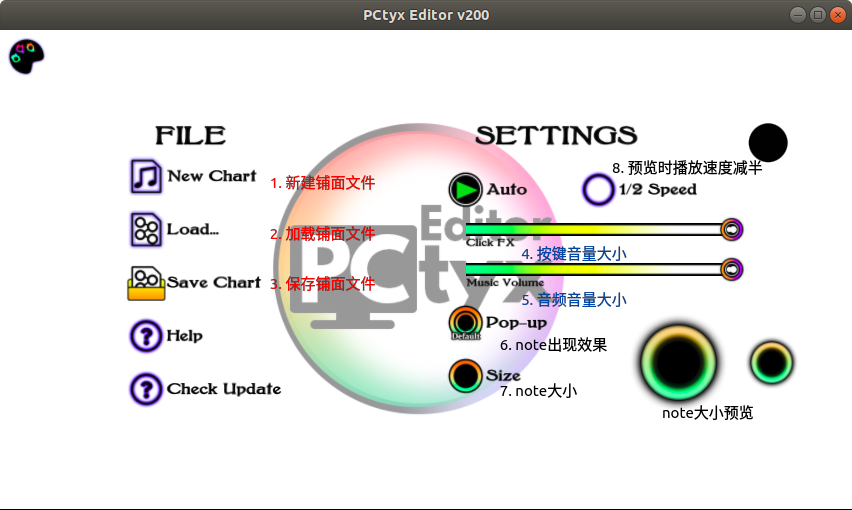 PCtyx Editor v200
FILE
New Chart
1. 新建铺面文件
Load...
2. 加载铺面文件
Save Chart
3. 保存铺面文件
Help
Check Update
Editor
PCtyx
SETTINGS
8. 预览时播放速度减半
Auto
1/2 Speed
Click FX
4. 按键音量大小
Music Volume
5. 音频音量大小
Pop-up
Default
6. note出现效果
Size
7. note大小
note大小预览